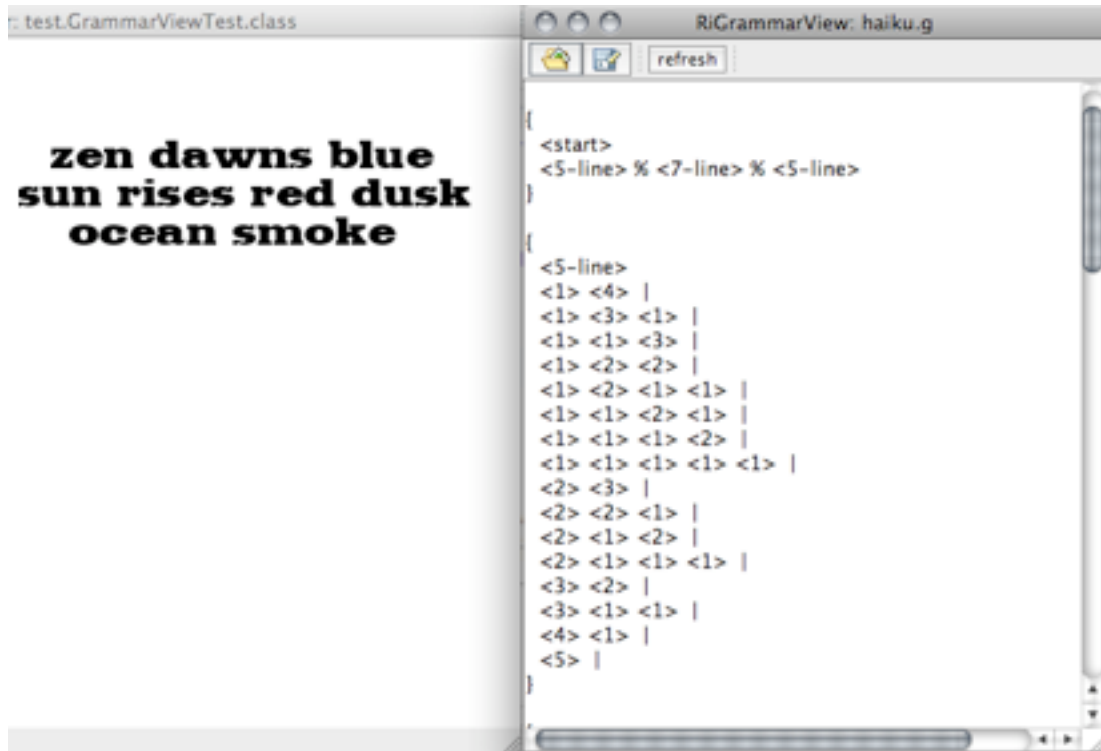 : test.GrammarViewTest.class
zen dawns blue
sun rises red dusk
ocean smoke
RiGrammarView: haiku.g
refresh
{
<start>
<5-line> % <7-line> % <5-line>
}
{
<5-line>
<1> <4> |
<1> <3> <1> |
<1> <1> <3> |
<1> <2> <2> |
<1> <2> <1> <1> |
<1> <1> <2> <1> |
<1> <1> <1> <2> |
<1> <1> <1> <1> <1> |
<2> <3> |
<2> <2> <1> |
<2> <1> <2> |
<2> <1> <1> <1> |
<3> <2> |
<3> <1> <1> |
<4> <1> |
<5> |
}